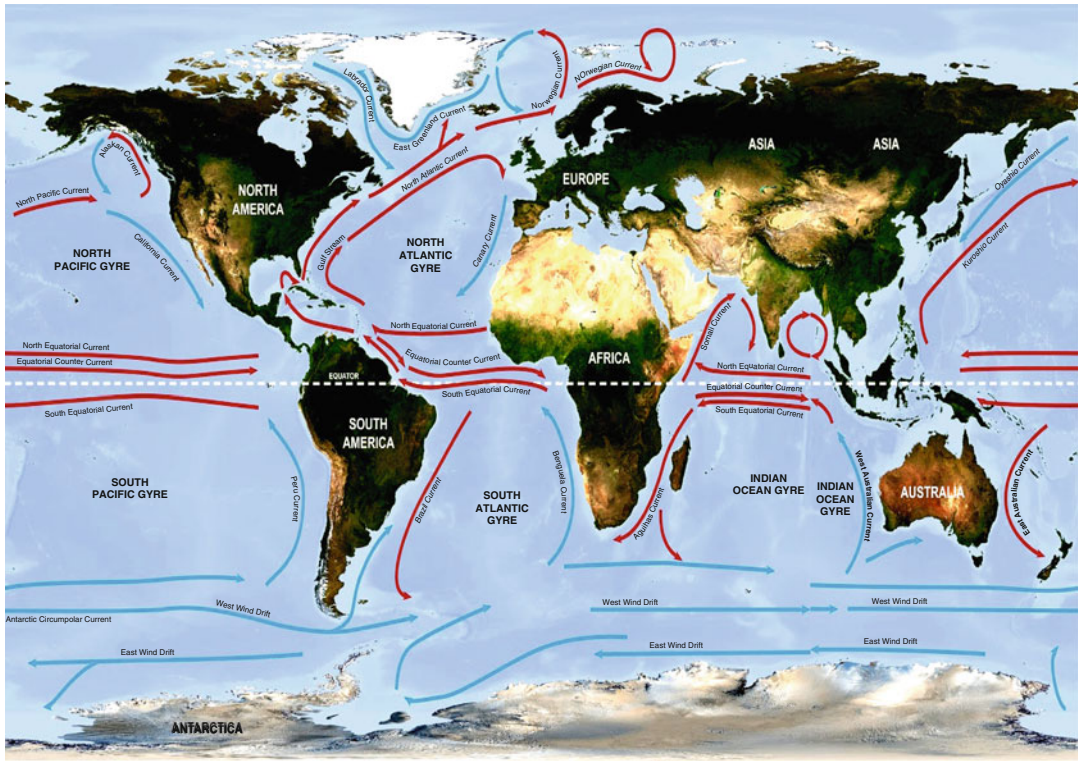 Labrador Current
East Greenland Current
Norwegian Current
NOrwegian Current
Alaskan Current
North Pacific Current
California Current
NORTH
AMERICA
North Atlantic Current
EUROPE
ASIA
ASIA
Oyashio Current
Kuroshio Current
NORTH
PACIFIC GYRE
Gulf Stream
NORTH
ATLANTIC
GYRE
Canary Current
North Equatorial Current
Equatorial Counter Current
South Equatorial Current
North Equatorial Current
Equatorial Counter Current
South Equatorial Current
EQUATOR
AFRICA
Somali Current
North Equatorial Current
Equatorial Counter Current
South Equatorial Current
SOUTH
AMERICA
SOUTH
PACIFIC GYRE
Peru Current
Brazil Current
SOUTH
ATLANTIC
GYRE
Benguela Current
Agulhas Current
INDIAN
OCEAN GYRE
INDIAN
OCEAN
GYRE
West Australian Current
AUSTRALIA
East Australian Current
West Wind Drift
Antarctic Circumpolar Current
West Wind Drift
West Wind Drift
East Wind Drift
East Wind Drift
East Wind Drift
ANTARCTICA